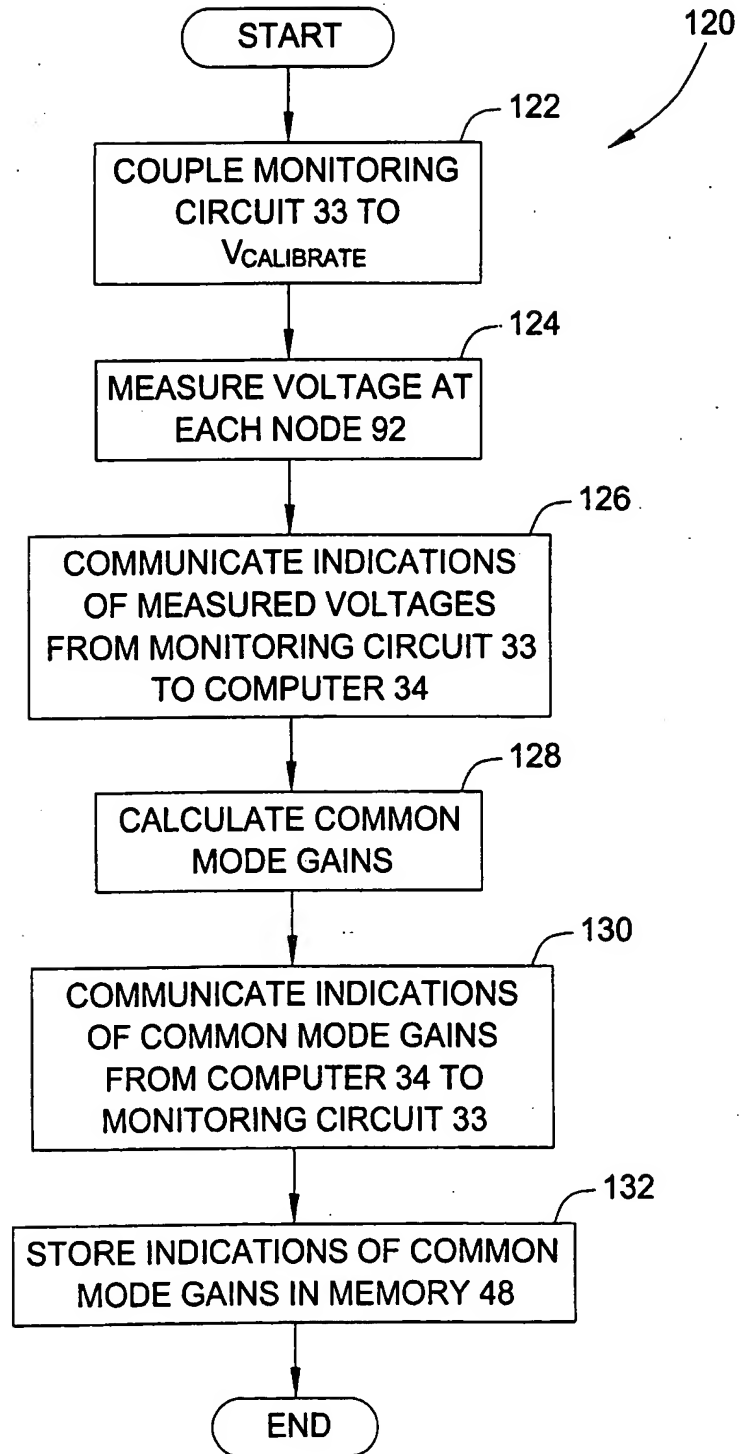 START
120
122
COUPLE MONITORING
CIRCUIT 33 TO
VCALIBRATE
124
MEASURE VOLTAGE AT
EACH NODE 92
126
COMMUNICATE INDICATIONS
OF MEASURED VOLTAGES
FROM MONITORING CIRCUIT 33
TO COMPUTER 34
128
CALCULATE COMMON
MODE GAINS
130
COMMUNICATE INDICATIONS
OF COMMON MODE GAINS
FROM COMPUTER 34 TO
MONITORING CIRCUIT 33
132
STORE INDICATIONS OF COMMON
MODE GAINS IN MEMORY 48
END